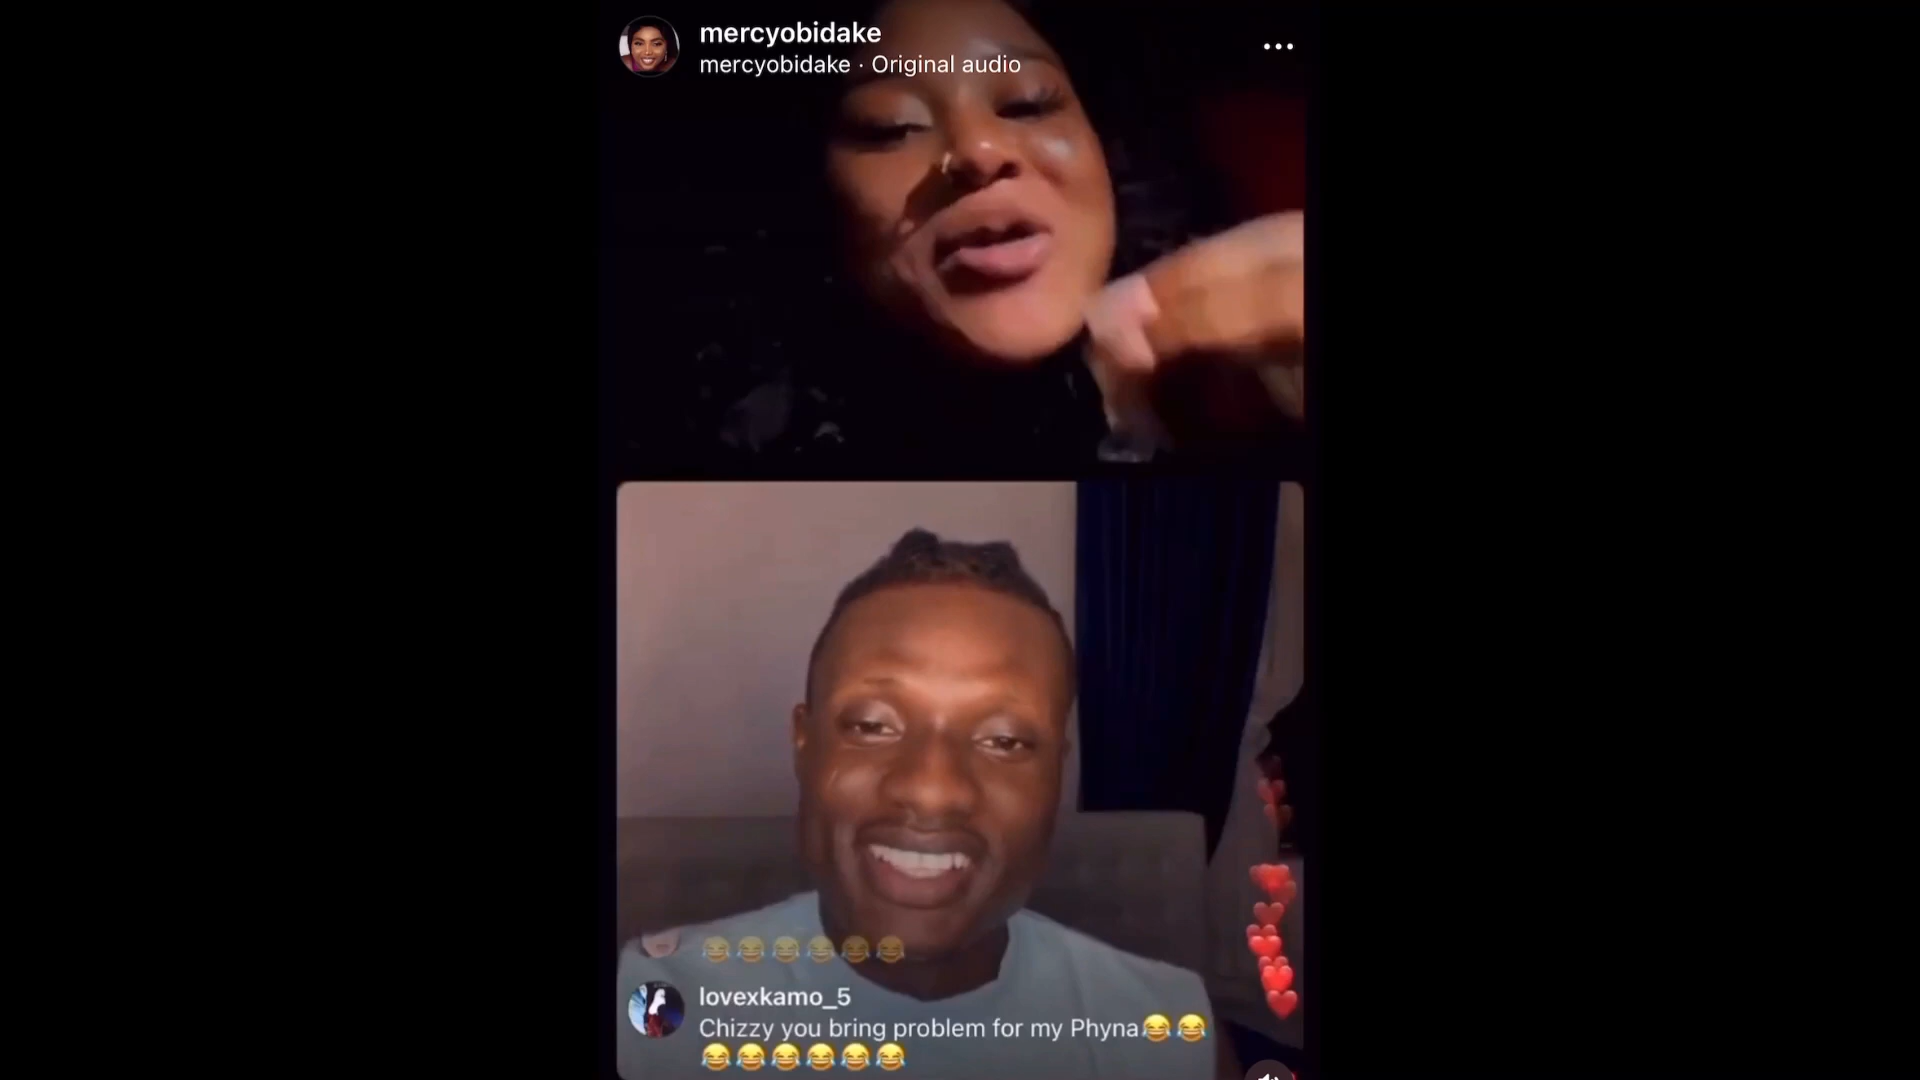 mercyobidake
mercyobidake · Original audio
😂😂😂😂😂😂
lovexkamo_5
Chizzy you bring problem for my Phyna😂😂
😂😂😂😂😂😂